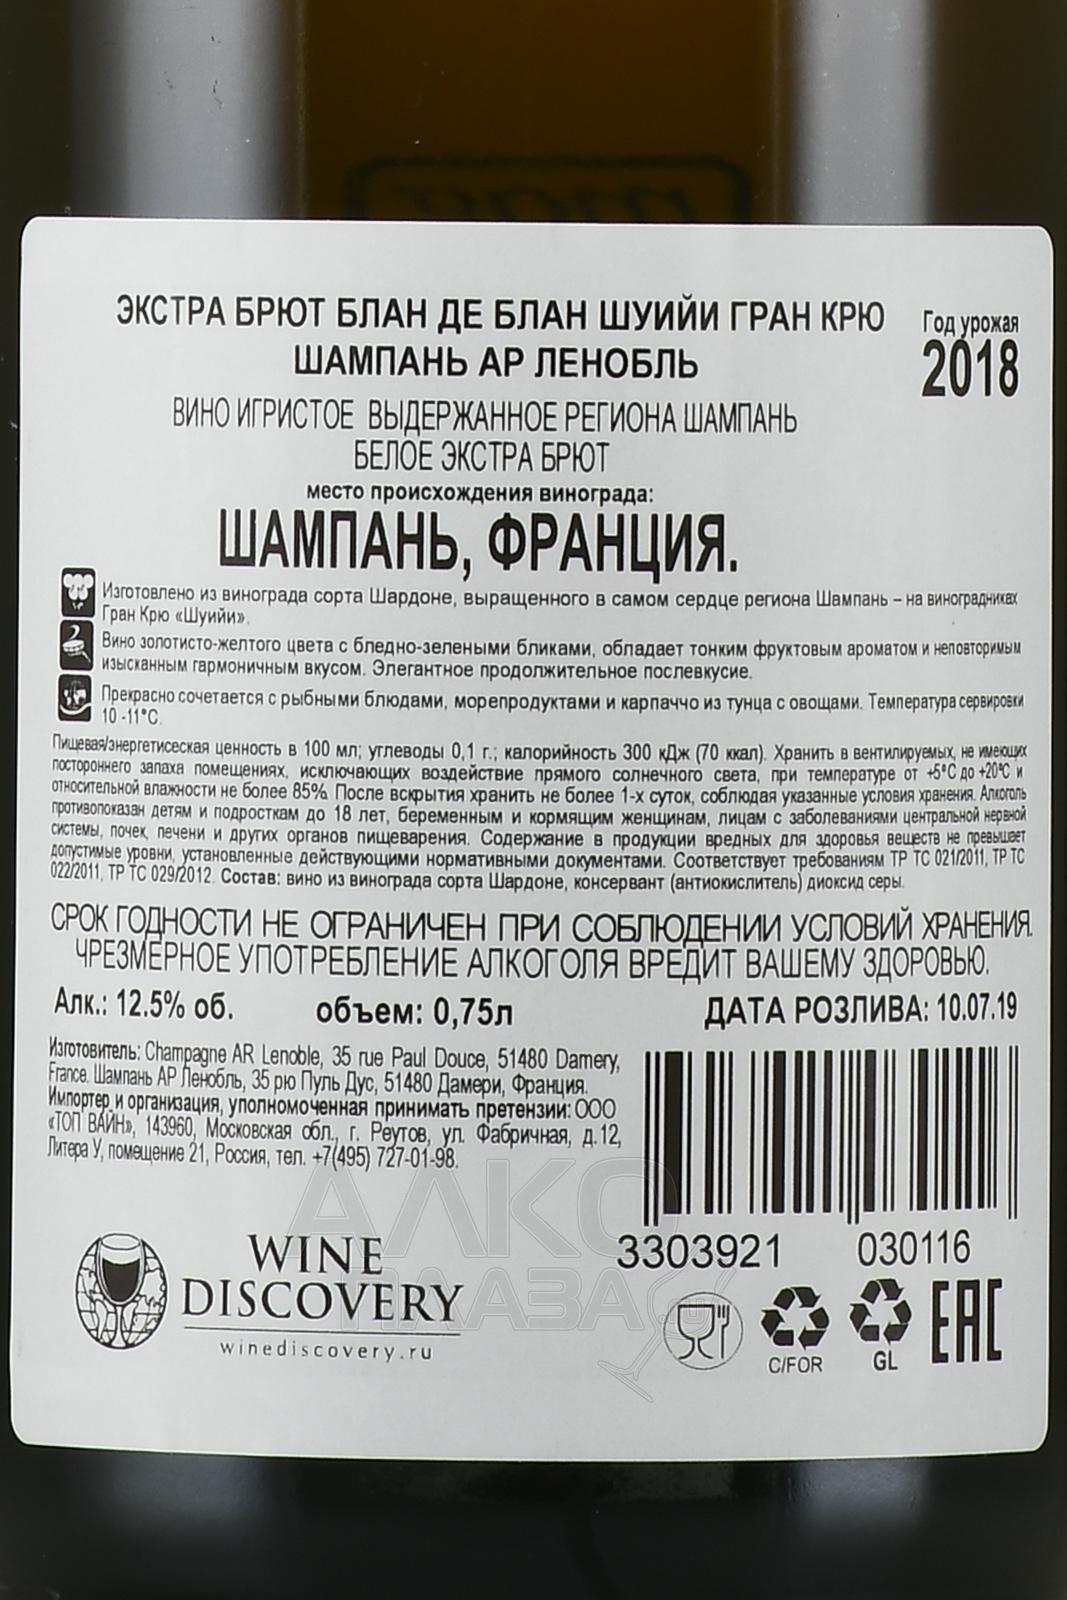 ЭКСТРА БРЮТ БЛАН ДЕ БЛАН ШУИЙИ ГРАН КРЮ
ШАМПАНЬ АР ЛЕНОБЛЬ
Год урожая
2018
ВИНО ИГРИСТОЕ ВЫДЕРЖАННОЕ РЕГИОНА ШАМПАНЬ
БЕЛОЕ ЭКСТРА БРЮТ
место происхождения винограда:
ШАМПАНЬ, ФРАНЦИЯ.
Изготовлено из винограда сорта Шардоне, выращенного в самом сердце региона Шампань – на виноградниках
Гран Крю «Шуийи».
Вино золотисто-желтого цвета с бледно-зелеными бликами, обладает тонким фруктовым ароматом и неповторимым
изысканным гармоничным вкусом. Элегантное продолжительное послевкусие.
Прекрасно сочетается с рыбными блюдами, морепродуктами и карпаччо из тунца с овощами. Температура сервировки
10 -11°С.
Пищевая/энергетисеская ценность в 100 мл; углеводы 0,1 г.; калорийность 300 кДж (70 ккал). Хранить в вентилируемых, не имеющих
постороннего запаха помещениях, исключающих воздействие прямого солнечного света, при температуре от +5°С до +20°С и
относительной влажности не более 85%. После вскрытия хранить не более 1-х суток, соблюдая указанные условия хранения. Алкоголь
противопоказан детям и подросткам до 18 лет, беременным и кормящим женщинам, лицам с заболеваниями центральной нервной
системы, почек, печени и других органов пищеварения. Содержание в продукции вредных для здоровья веществ не превышает
допустимые уровни, установленные действующими нормативными документами. Соответствует требованиям ТР ТС 021/2011, ТР ТС
022/2011, ТР ТС 029/2012. Состав: вино из винограда сорта Шардоне, консервант (антиокислитель) диоксид серы.
СРОК ГОДНОСТИ НЕ ОГРАНИЧЕН ПРИ СОБЛЮДЕНИИ УСЛОВИЙ ХРАНЕНИЯ.
ЧРЕЗМЕРНОЕ УПОТРЕБЛЕНИЕ АЛКОГОЛЯ ВРЕДИТ ВАШЕМУ ЗДОРОВЬЮ.
Алк.: 12.5% об. объем: 0,75л ДАТА РОЗЛИВА: 10.07.19
Изготовитель: Champagne AR Lenoble, 35 rue Paul Douce, 51480 Damery,
France. Шампань АР Ленобль, 35 рю Пуль Дус, 51480 Дамери, Франция.
Импортер и организация, уполномоченная принимать претензии: ООО
«ТОП ВАЙН», 143960, Московская обл., г. Реутов, ул. Фабричная, д.12,
Литера У, помещение 21, Россия, тел. +7(495) 727-01-98.
3303921 030116
WINE
DISCOVERY
winediscovery.ru
C/FOR
GL
EAC
АЛКО
ПЛАЗА